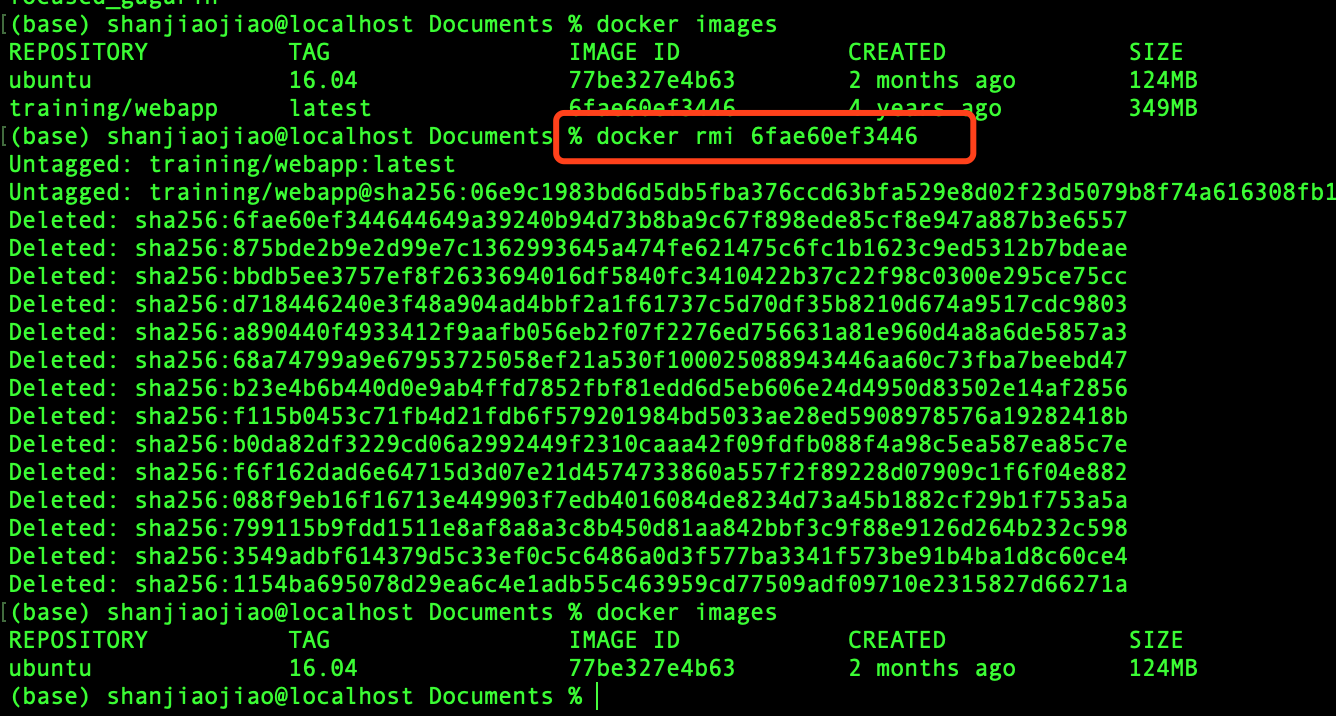 focused_gagarin
[(base) shanjiaojiao@localhost Documents % docker images
REPOSITORY TAG IMAGE ID CREATED SIZE
ubuntu 16.04 77be327e4b63 2 months ago 124MB
training/webapp latest 6fae60ef3446 4 years ago 349MB
[(base) shanjiaojiao@localhost Documents % docker rmi 6fae60ef3446
Untagged: training/webapp:latest
Untagged: training/webapp@sha256:06e9c1983bd6d5db5fba376ccd63bfa529e8d02f23d5079b8f74a616308fb1
Deleted: sha256:6fae60ef344644649a39240b94d73b8ba9c67f898ede85cf8e947a887b3e6557
Deleted: sha256:875bde2b9e2d99e7c1362993645a474fe621475c6fc1b1623c9ed5312b7bdeae
Deleted: sha256:bbdb5ee3757ef8f2633694016df5840fc3410422b37c22f98c0300e295ce75cc
Deleted: sha256:d718446240e3f48a904ad4bbf2a1f61737c5d70df35b8210d674a9517cdc9803
Deleted: sha256:a890440f4933412f9aafb056eb2f07f2276ed756631a81e960d4a8a6de5857a3
Deleted: sha256:68a74799a9e67953725058ef21a530f100025088943446aa60c73fba7beebd47
Deleted: sha256:b23e4b6b440d0e9ab4ffd7852fbf81edd6d5eb606e24d4950d83502e14af2856
Deleted: sha256:f115b0453c71fb4d21fdb6f579201984bd5033ae28ed5908978576a19282418b
Deleted: sha256:b0da82df3229cd06a2992449f2310caaa42f09fdfb088f4a98c5ea587ea85c7e
Deleted: sha256:f6f162dad6e64715d3d07e21d4574733860a557f2f89228d07909c1f6f04e882
Deleted: sha256:088f9eb16f16713e449903f7edb4016084de8234d73a45b1882cf29b1f753a5a
Deleted: sha256:799115b9fdd1511e8af8a8a3c8b450d81aa842bbf3c9f88e9126d264b232c598
Deleted: sha256:3549adbf614379d5c33ef0c5c6486a0d3f577ba3341f573be91b4ba1d8c60ce4
Deleted: sha256:1154ba695078d29ea6c4e1adb55c463959cd77509adf09710e2315827d66271a
[(base) shanjiaojiao@localhost Documents % docker images
REPOSITORY TAG IMAGE ID CREATED SIZE
ubuntu 16.04 77be327e4b63 2 months ago 124MB
(base) shanjiaojiao@localhost Documents %